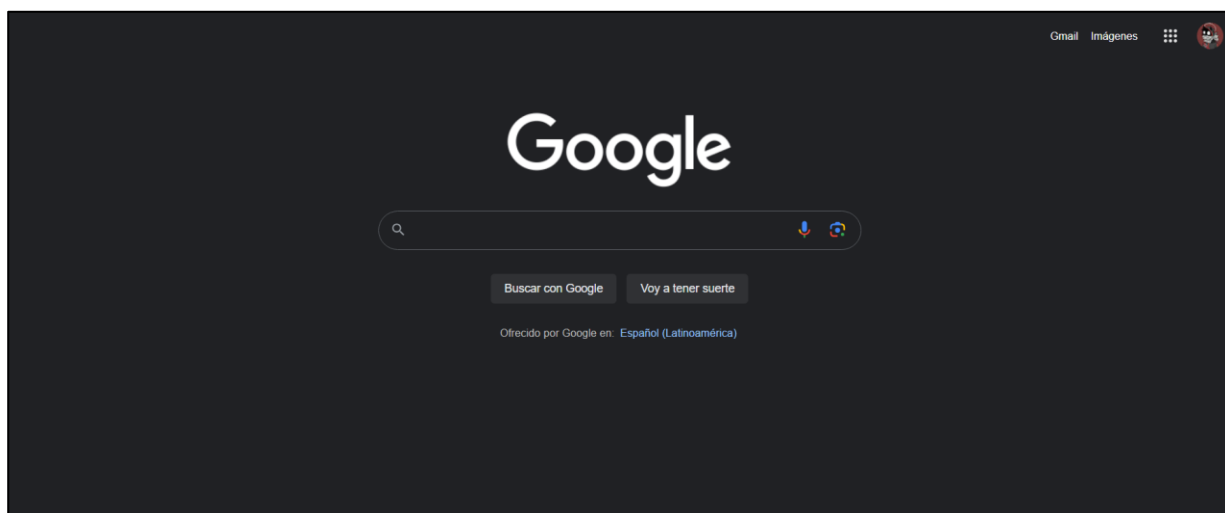 Gmail Imágenes
Google
Buscar con Google Voy a tener suerte
Ofrecido por Google en: Español (Latinoamérica)